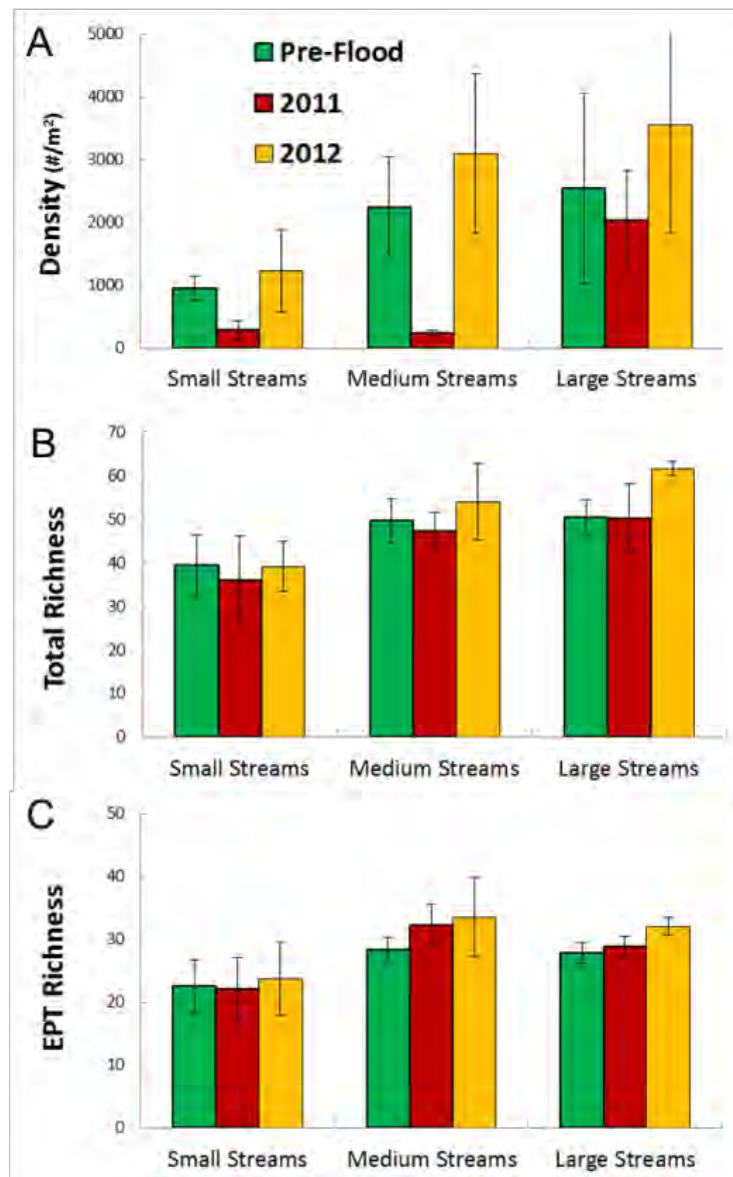 A
Density (#/m²)
5000
4000
3000
2000
1000
0
Pre-Flood
2011
2012
Small Streams Medium Streams Large Streams
B
Total Richness
70
60
50
40
30
20
10
0
Small Streams Medium Streams Large Streams
C
EPT Richness
50
40
30
20
10
0
Small Streams Medium Streams Large Streams